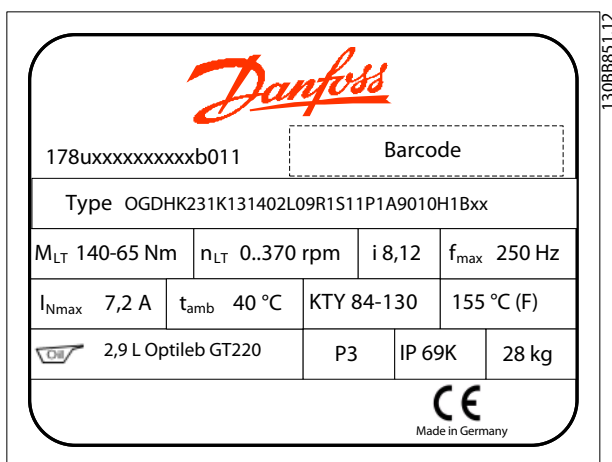 Danfoss
178uxxxxxxxxxxb011
Barcode
Type OGDHK231K131402L09R1S11P1A9010H1Bxx
MLT 140-65 Nm nLT 0..370 rpm i 8,12 fmax 250 Hz
INmax 7,2 A tamb 40 °C KTY 84-130 155 °C (F)
Oil 2,9 L Optileb GT220 P3 IP 69K 28 kg
CE
Made in Germany
130BB851.12